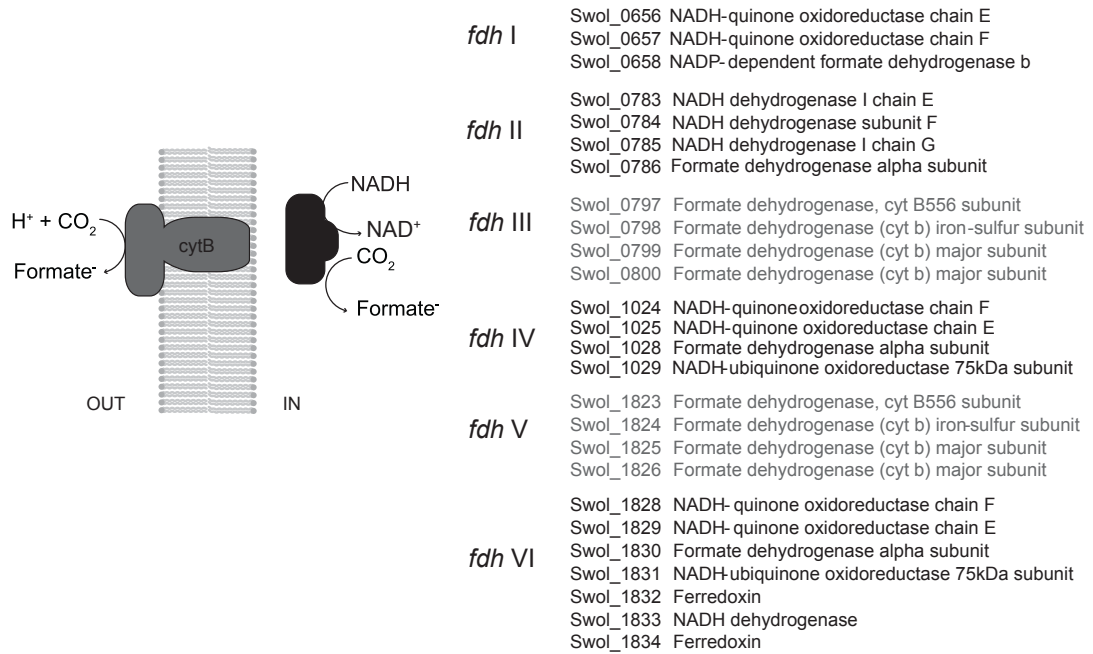 H⁺ + CO₂
Formate⁻
cytB
NADH
NAD⁺
CO₂
Formate⁻
OUT
IN
fdh I
Swol_0656 NADH-quinone oxidoreductase chain E
Swol_0657 NADH-quinone oxidoreductase chain F
Swol_0658 NADP-dependent formate dehydrogenase b
fdh II
Swol_0783 NADH dehydrogenase I chain E
Swol_0784 NADH dehydrogenase subunit F
Swol_0785 NADH dehydrogenase I chain G
Swol_0786 Formate dehydrogenase alpha subunit
fdh III
Swol_0797 Formate dehydrogenase, cyt B556 subunit
Swol_0798 Formate dehydrogenase (cyt b) iron-sulfur subunit
Swol_0799 Formate dehydrogenase (cyt b) major subunit
Swol_0800 Formate dehydrogenase (cyt b) major subunit
fdh IV
Swol_1024 NADH-quinone oxidoreductase chain F
Swol_1025 NADH-quinone oxidoreductase chain E
Swol_1028 Formate dehydrogenase alpha subunit
Swol_1029 NADH-ubiquinone oxidoreductase 75kDa subunit
fdh V
Swol_1823 Formate dehydrogenase, cyt B556 subunit
Swol_1824 Formate dehydrogenase (cyt b) iron-sulfur subunit
Swol_1825 Formate dehydrogenase (cyt b) major subunit
Swol_1826 Formate dehydrogenase (cyt b) major subunit
fdh VI
Swol_1828 NADH- quinone oxidoreductase chain F
Swol_1829 NADH- quinone oxidoreductase chain E
Swol_1830 Formate dehydrogenase alpha subunit
Swol_1831 NADH-ubiquinone oxidoreductase 75kDa subunit
Swol_1832 Ferredoxin
Swol_1833 NADH dehydrogenase
Swol_1834 Ferredoxin